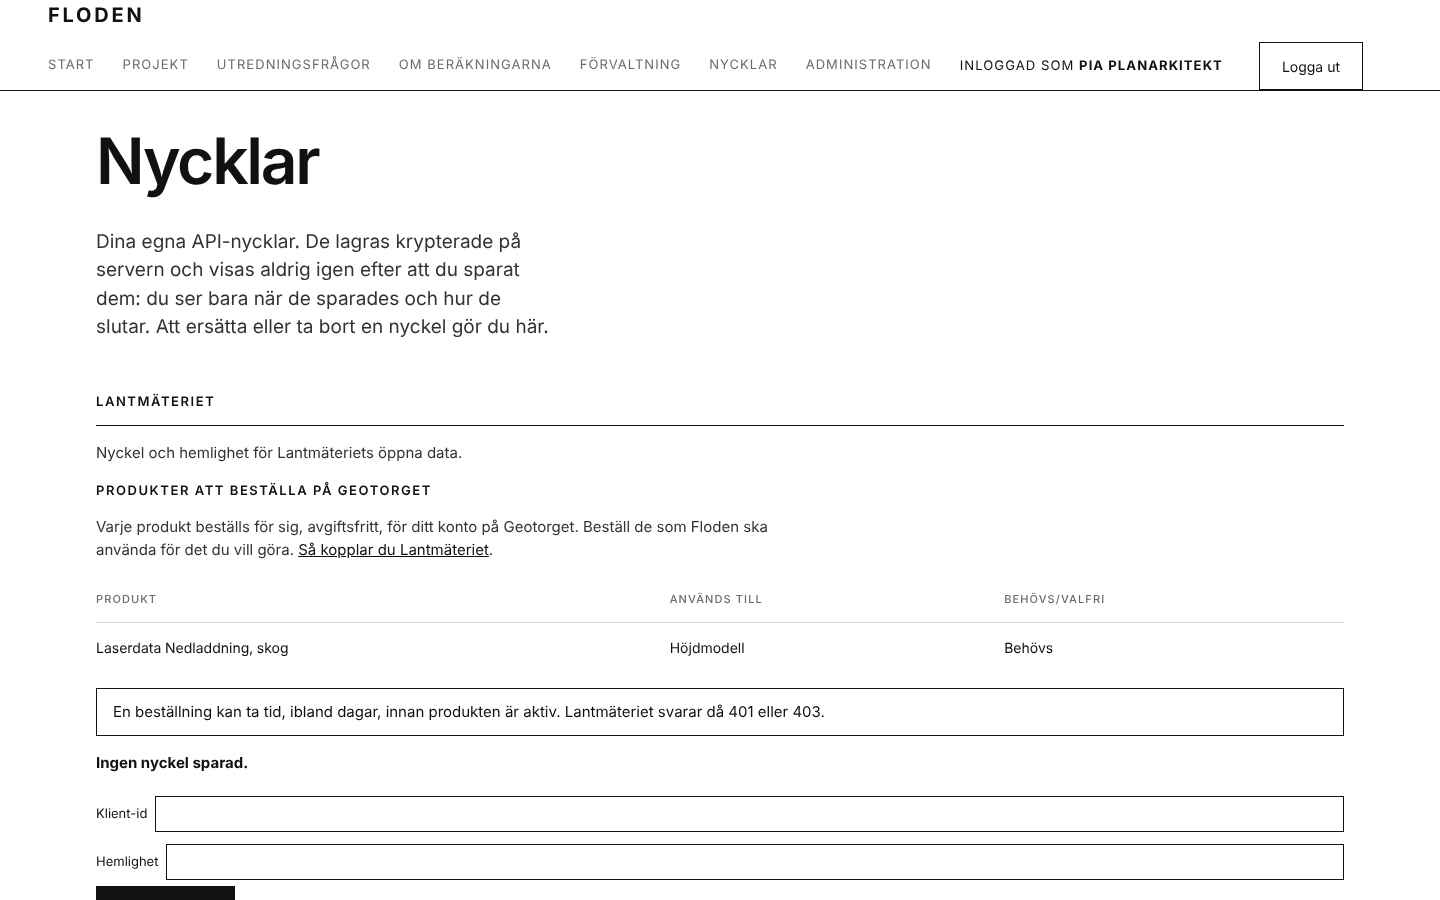 FLODEN
START PROJEKT UTREDNINGSFRÅGOR OM BERÄKNINGARNA FÖRVALTNING NYCKLAR ADMINISTRATION INLOGGAD SOM PIA PLANARKITEKT Logga ut
Nycklar
Dina egna API-nycklar. De lagras krypterade på
servern och visas aldrig igen efter att du sparat
dem: du ser bara när de sparades och hur de
slutar. Att ersätta eller ta bort en nyckel gör du här.
LANTMÄTERIET
Nyckel och hemlighet för Lantmäteriets öppna data.
PRODUKTER ATT BESTÄLLA PÅ GEOTORGET
Varje produkt beställs för sig, avgiftsfritt, för ditt konto på Geotorget. Beställ de som Floden ska
använda för det du vill göra. Så kopplar du Lantmäteriet.
PRODUKT ANVÄNDS TILL BEHÖVS/VALFRI
Laserdata Nedladdning, skog Höjdmodell Behövs
En beställning kan ta tid, ibland dagar, innan produkten är aktiv. Lantmäteriet svarar då 401 eller 403.
Ingen nyckel sparad.
Klient-id
Hemlighet